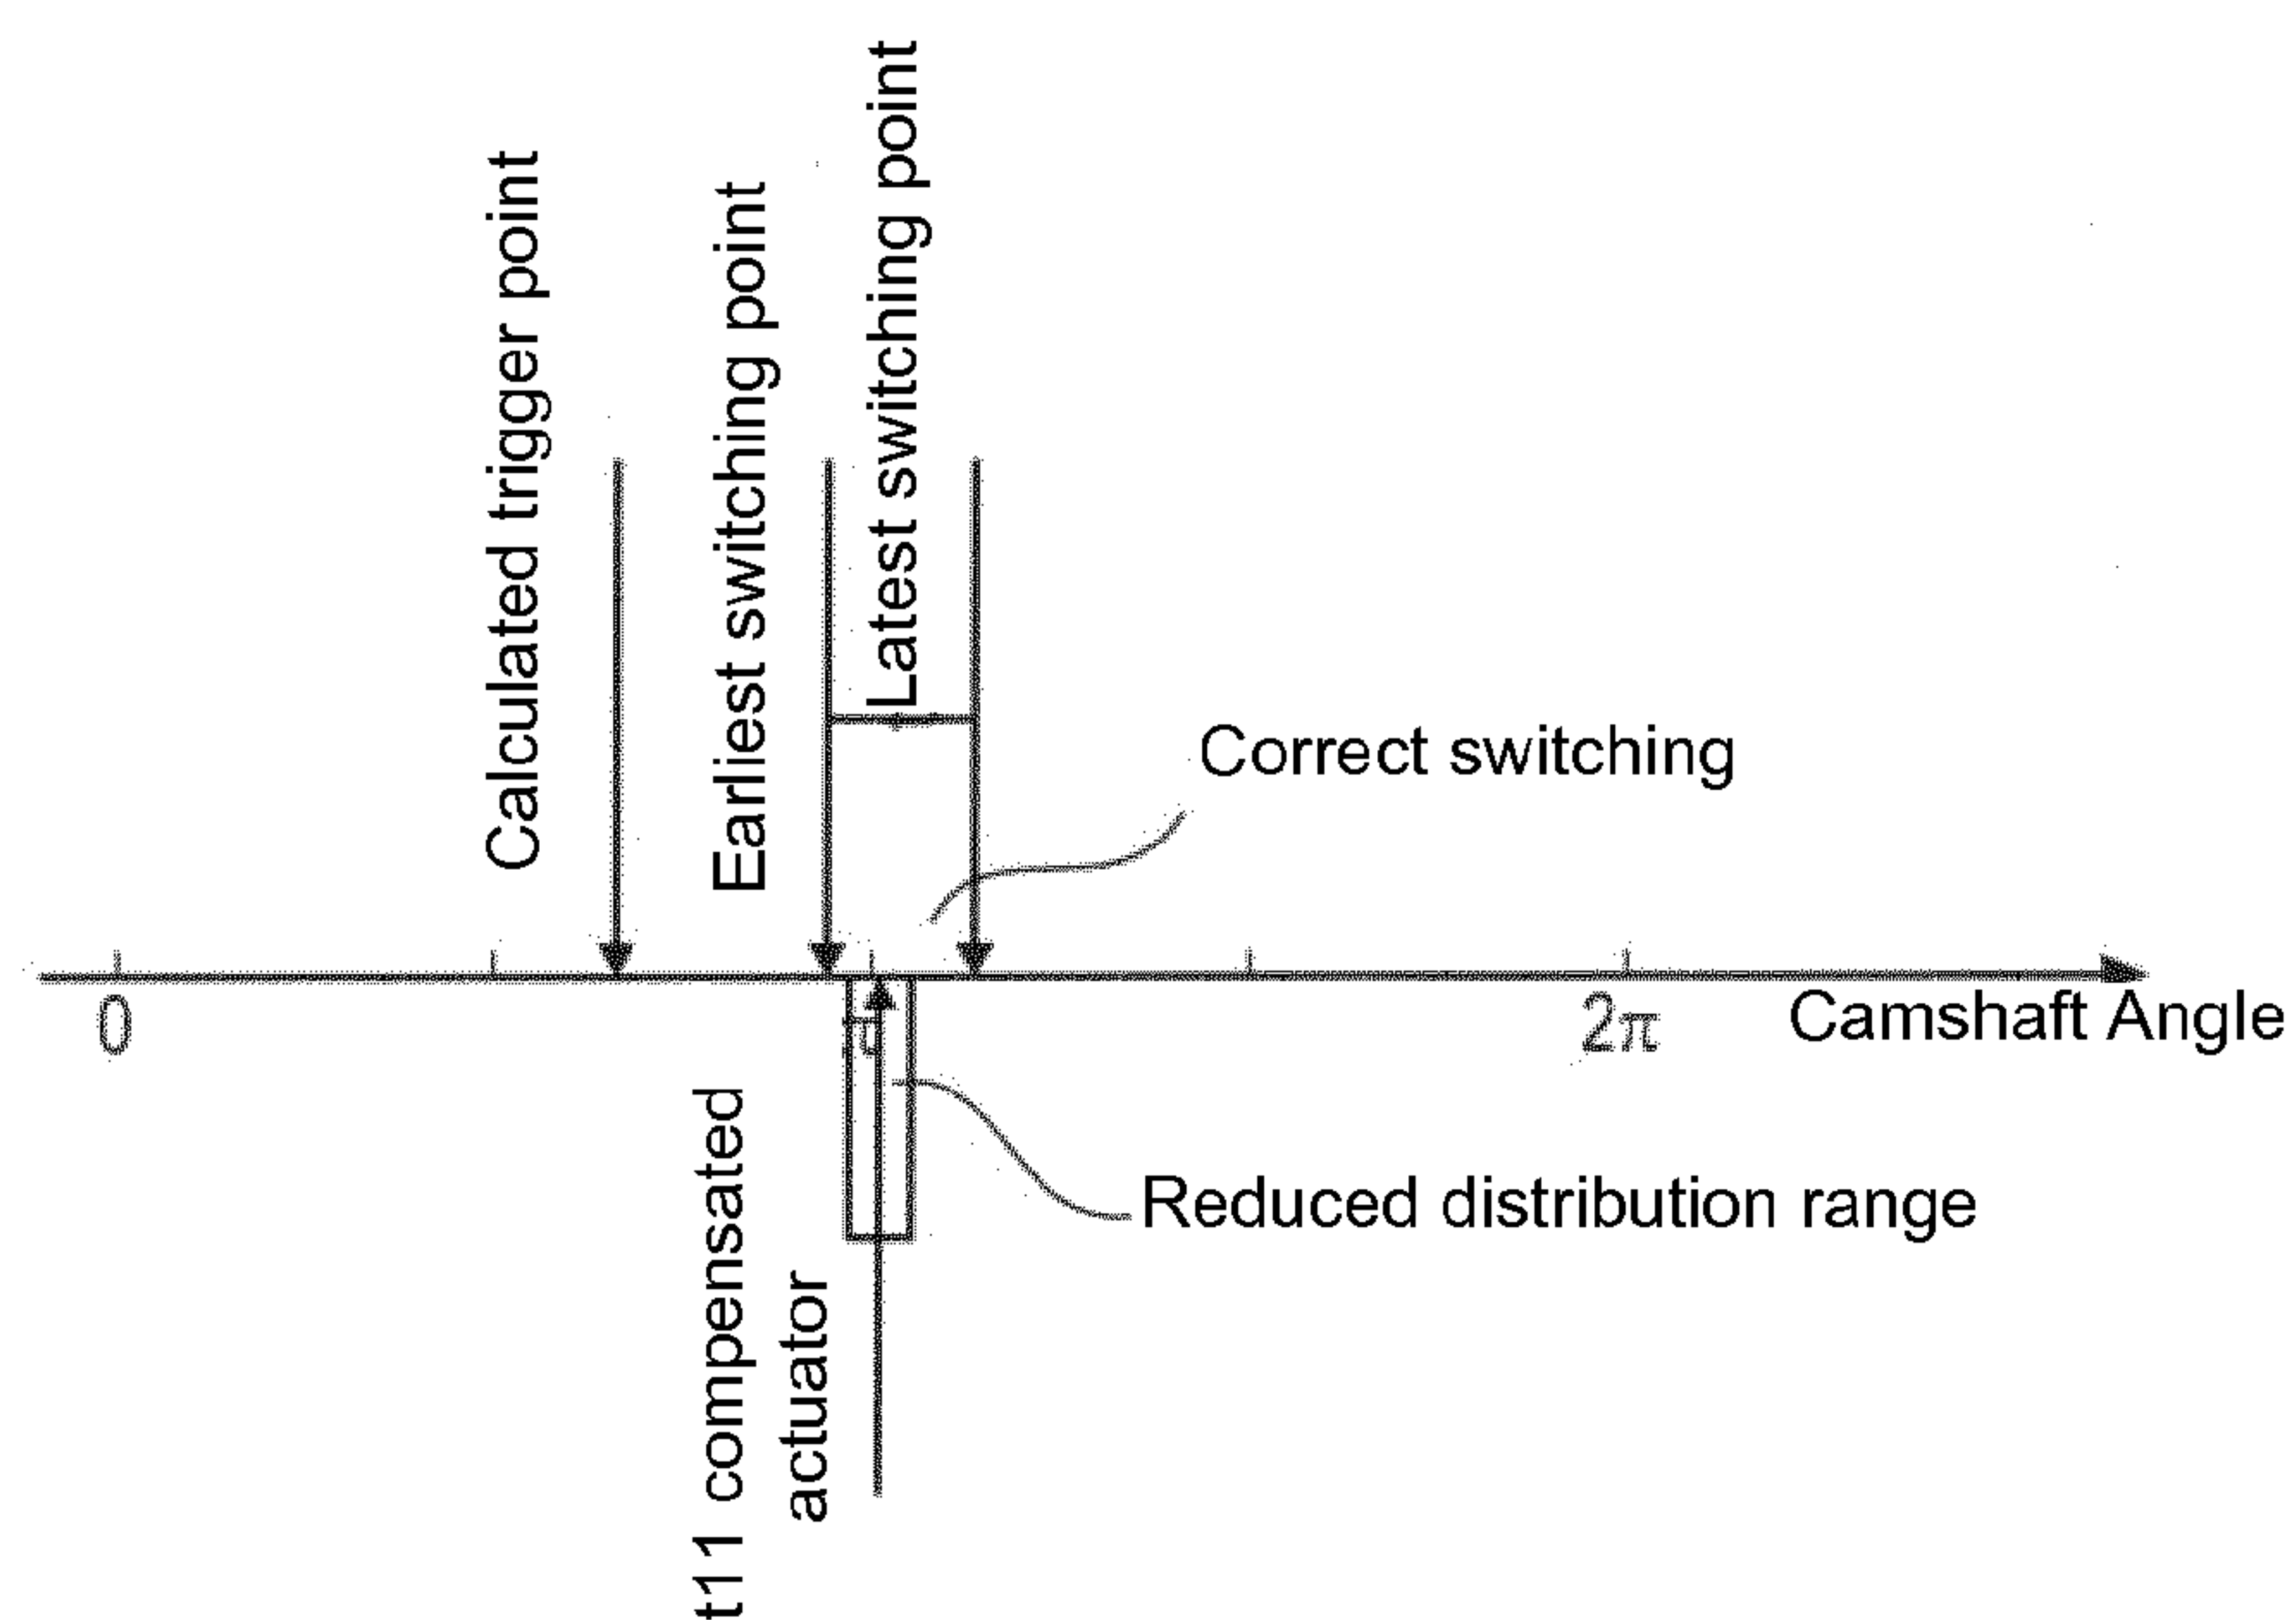 Calculated trigger point
Earliest switching point
Latest switching point
Correct switching
0
π
2π
Camshaft Angle
t11 compensated
actuator
Reduced distribution range